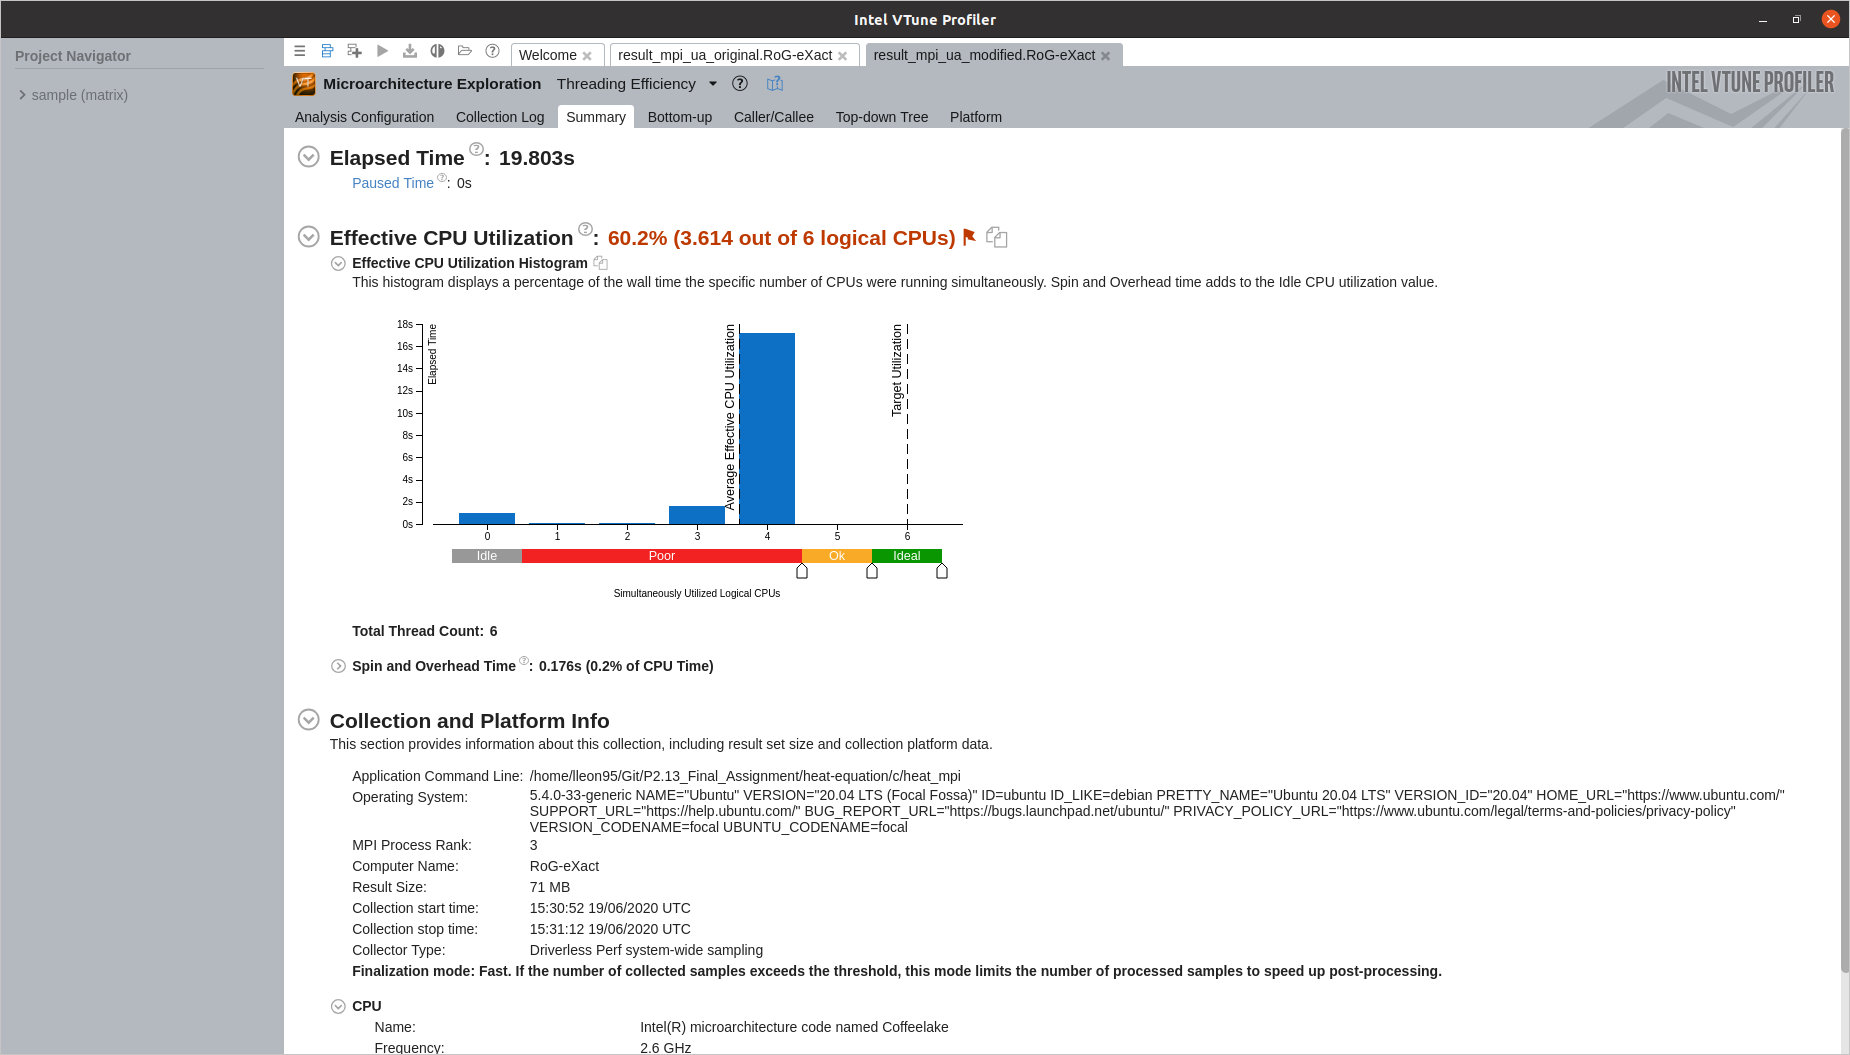 Intel VTune Profiler
Project Navigator
sample (matrix)
Welcome
result_mpi_ua_original.RoG-eXact
result_mpi_ua_modified.RoG-eXact
Microarchitecture Exploration Threading Efficiency
INTEL VTUNE PROFILER
Analysis Configuration Collection Log Summary Bottom-up Caller/Callee Top-down Tree Platform
Elapsed Time ?: 19.803s
Paused Time ?: 0s
Effective CPU Utilization ?: 60.2% (3.614 out of 6 logical CPUs)
Effective CPU Utilization Histogram
This histogram displays a percentage of the wall time the specific number of CPUs were running simultaneously. Spin and Overhead time adds to the Idle CPU utilization value.
18s
16s
14s
12s
10s
8s
6s
4s
2s
0s
Elapsed Time
Average Effective CPU Utilization
Target Utilization
0 1 2 3 4 5 6
Idle Poor Ok Ideal
Simultaneously Utilized Logical CPUs
Total Thread Count: 6
Spin and Overhead Time ?: 0.176s (0.2% of CPU Time)
Collection and Platform Info
This section provides information about this collection, including result set size and collection platform data.
Application Command Line: /home/lleon95/Git/P2.13_Final_Assignment/heat-equation/c/heat_mpi
Operating System: 5.4.0-33-generic NAME="Ubuntu" VERSION="20.04 LTS (Focal Fossa)" ID=ubuntu ID_LIKE=debian PRETTY_NAME="Ubuntu 20.04 LTS" VERSION_ID="20.04" HOME_URL="https://www.ubuntu.com/"
SUPPORT_URL="https://help.ubuntu.com/" BUG_REPORT_URL="https://bugs.launchpad.net/ubuntu/" PRIVACY_POLICY_URL="https://www.ubuntu.com/legal/terms-and-policies/privacy-policy"
VERSION_CODENAME=focal UBUNTU_CODENAME=focal
MPI Process Rank: 3
Computer Name: RoG-eXact
Result Size: 71 MB
Collection start time: 15:30:52 19/06/2020 UTC
Collection stop time: 15:31:12 19/06/2020 UTC
Collector Type: Driverless Perf system-wide sampling
Finalization mode: Fast. If the number of collected samples exceeds the threshold, this mode limits the number of processed samples to speed up post-processing.
CPU
Name: Intel(R) microarchitecture code named Coffeelake
Frequency: 2.6 GHz